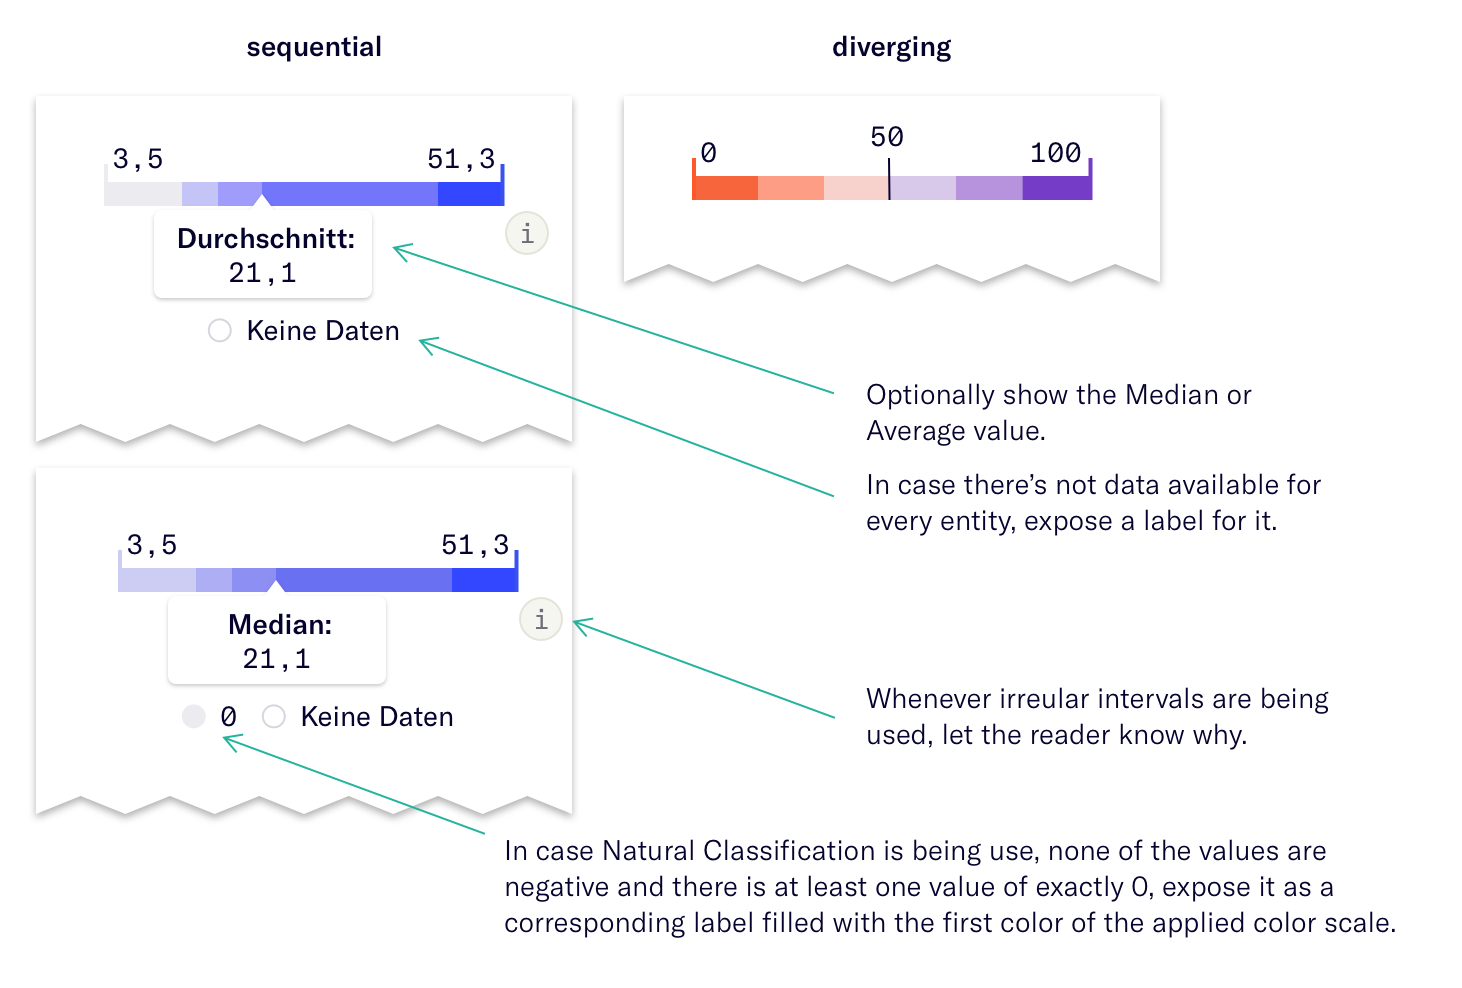 sequential
diverging
3,5
51,3
Durchschnitt:
21,1
i
Keine Daten
0
50
100
Optionally show the Median or
Average value.
In case there’s not data available for
every entity, expose a label for it.
3,5
51,3
Median:
21,1
i
0
Keine Daten
Whenever irreular intervals are being
used, let the reader know why.
In case Natural Classification is being use, none of the values are
negative and there is at least one value of exactly 0, expose it as a
corresponding label filled with the first color of the applied color scale.